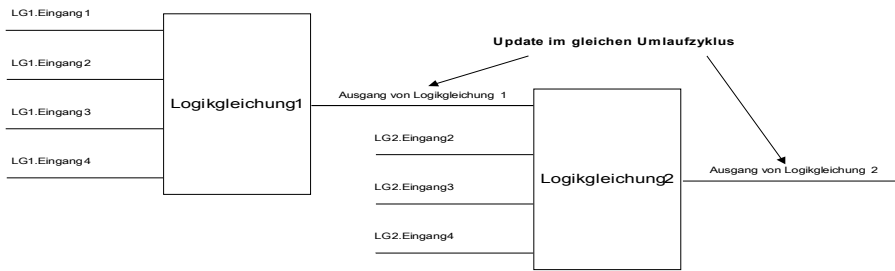 LG1.Eingang1
LG1.Eingang2
LG1.Eingang3
LG1.Eingang4
Logikgleichung1
Update im gleichen Umlaufzyklus
Ausgang von Logikgleichung 1
LG2.Eingang2
LG2.Eingang3
LG2.Eingang4
Logikgleichung2
Ausgang von Logikgleichung 2